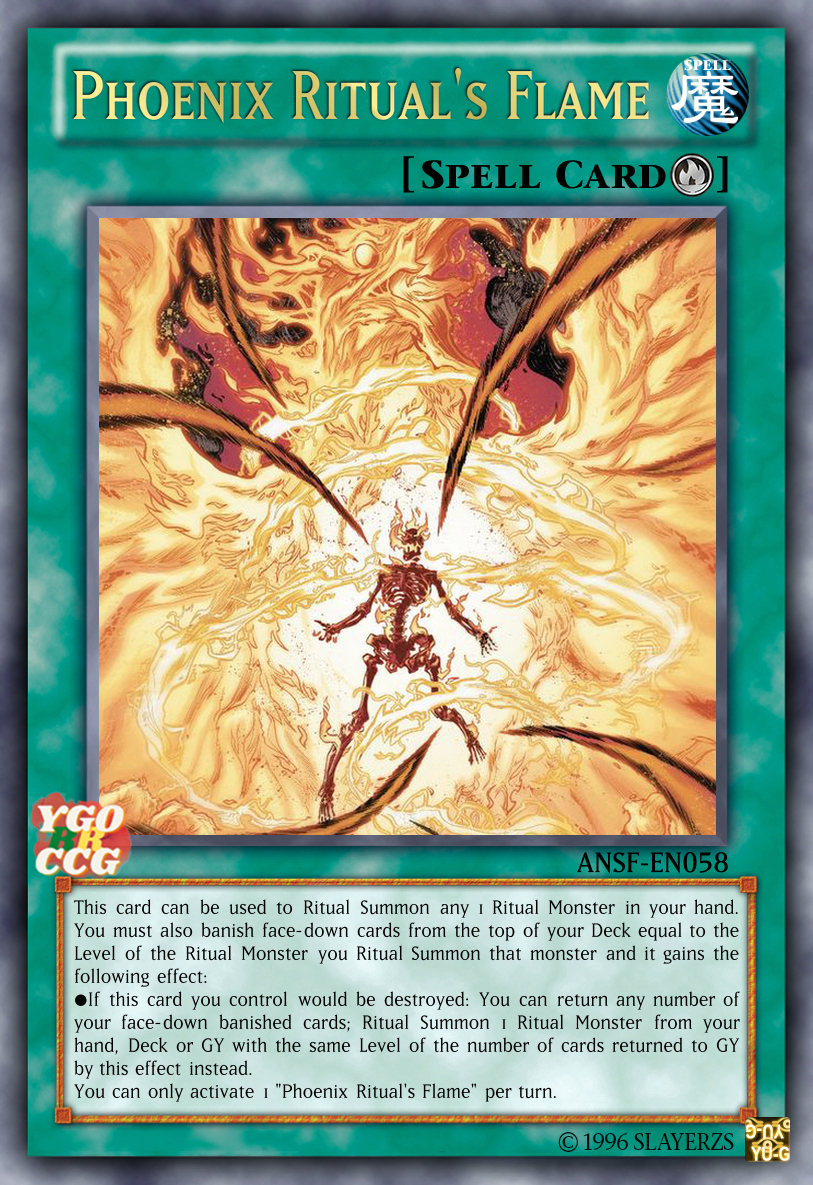 PHOENIX RITUAL'S FLAME
SPELL
魔
[SPELL CARD]
YGO
BR
CCG
ANSF-EN058
This card can be used to Ritual Summon any 1 Ritual Monster in your hand.
You must also banish face-down cards from the top of your Deck equal to the
Level of the Ritual Monster you Ritual Summon that monster and it gains the
following effect:
●If this card you control would be destroyed: You can return any number of
your face-down banished cards; Ritual Summon 1 Ritual Monster from your
hand, Deck or GY with the same Level of the number of cards returned to GY
by this effect instead.
You can only activate 1 "Phoenix Ritual's Flame" per turn.
© 1996 SLAYERZS